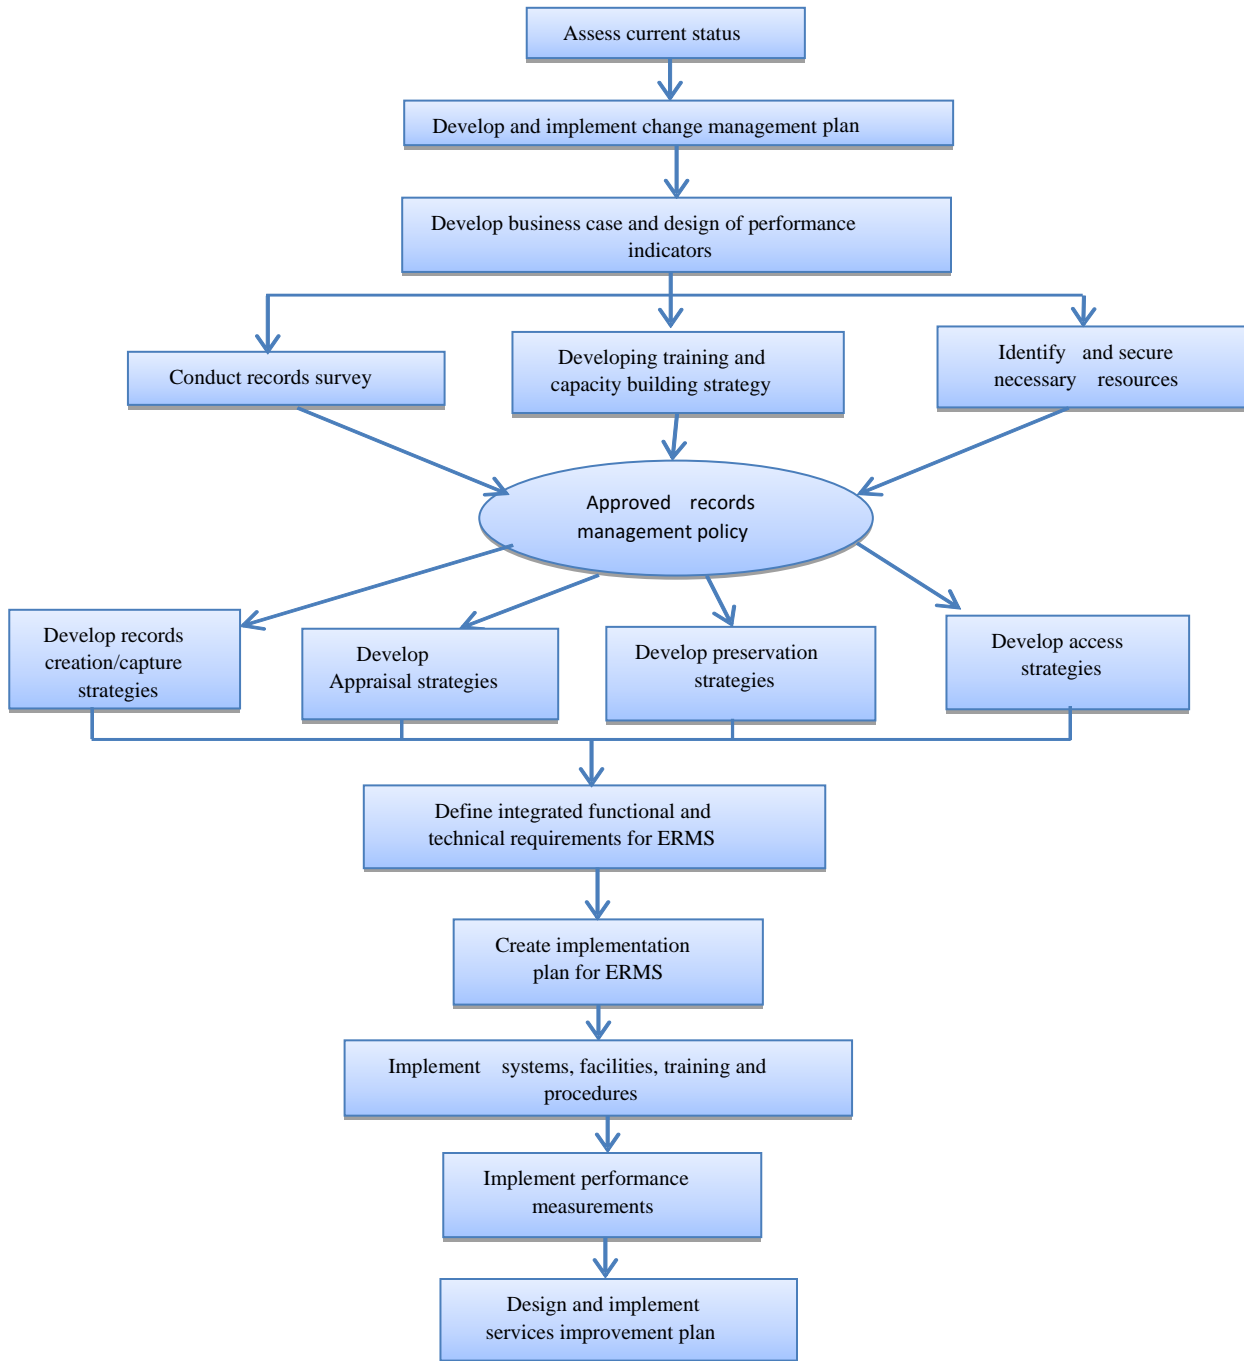 Assess current status
Develop and implement change management plan
Develop business case and design of performance
indicators
Conduct records survey
Developing training and
capacity building strategy
Identify and secure
necessary resources
Approved records
management policy
Develop records
creation/capture
strategies
Develop
Appraisal strategies
Develop preservation
strategies
Develop access
strategies
Define integrated functional and
technical requirements for ERMS
Create implementation
plan for ERMS
Implement systems, facilities, training and
procedures
Implement performance
measurements
Design and implement
services improvement plan